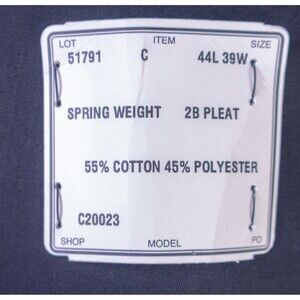 LOT ITEM SIZE
51791 C 44L 39W
SPRING WEIGHT 2B PLEAT
55% COTTON 45% POLYESTER
C20023
SHOP MODEL PO